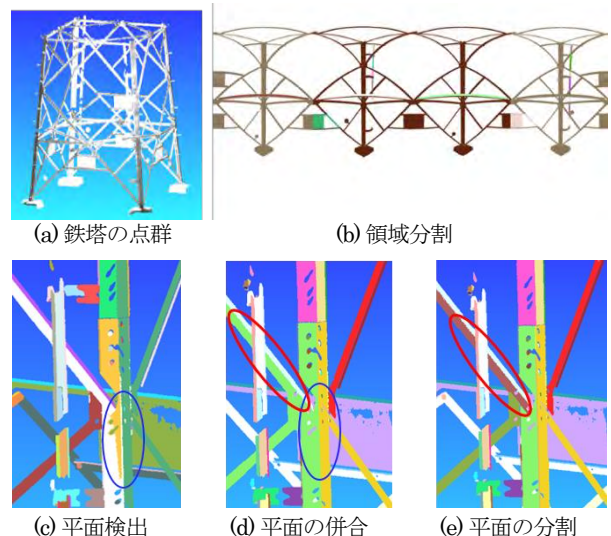 (a) 鉄塔の点群
(b) 領域分割
(c) 平面検出
(d) 平面の併合
(e) 平面の分割